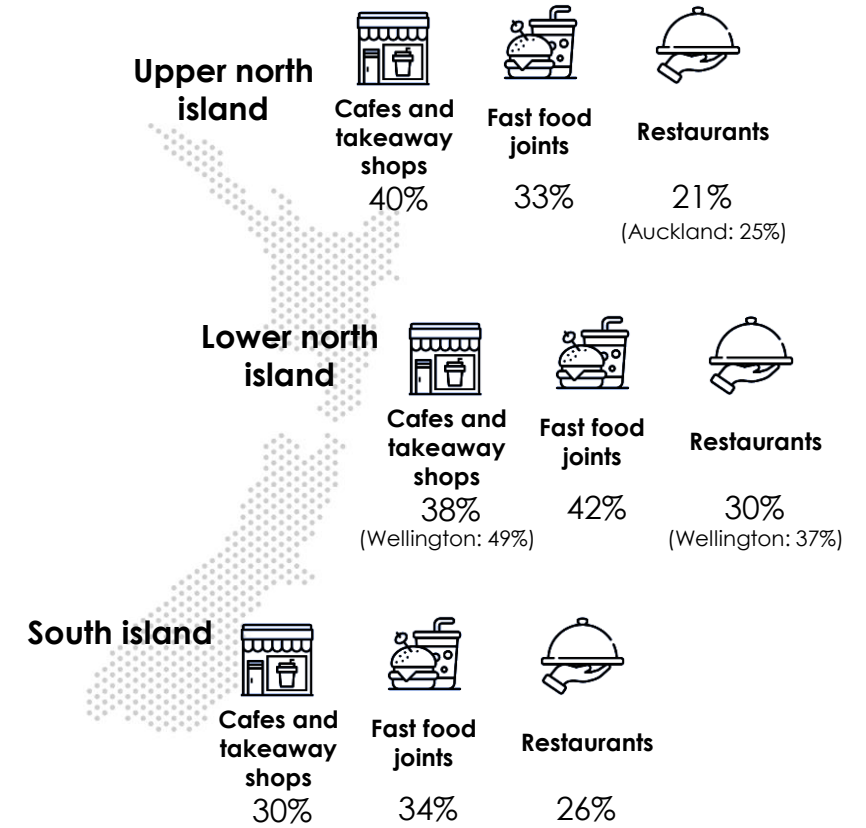 Upper north
island
Cafes and
takeaway
shops
40%
Fast food
joints
33%
Restaurants
21%
(Auckland: 25%)
Lower north
island
Cafes and
takeaway
shops
38%
(Wellington: 49%)
Fast food
joints
42%
Restaurants
30%
(Wellington: 37%)
South island
Cafes and
takeaway
shops
30%
Fast food
joints
34%
Restaurants
26%